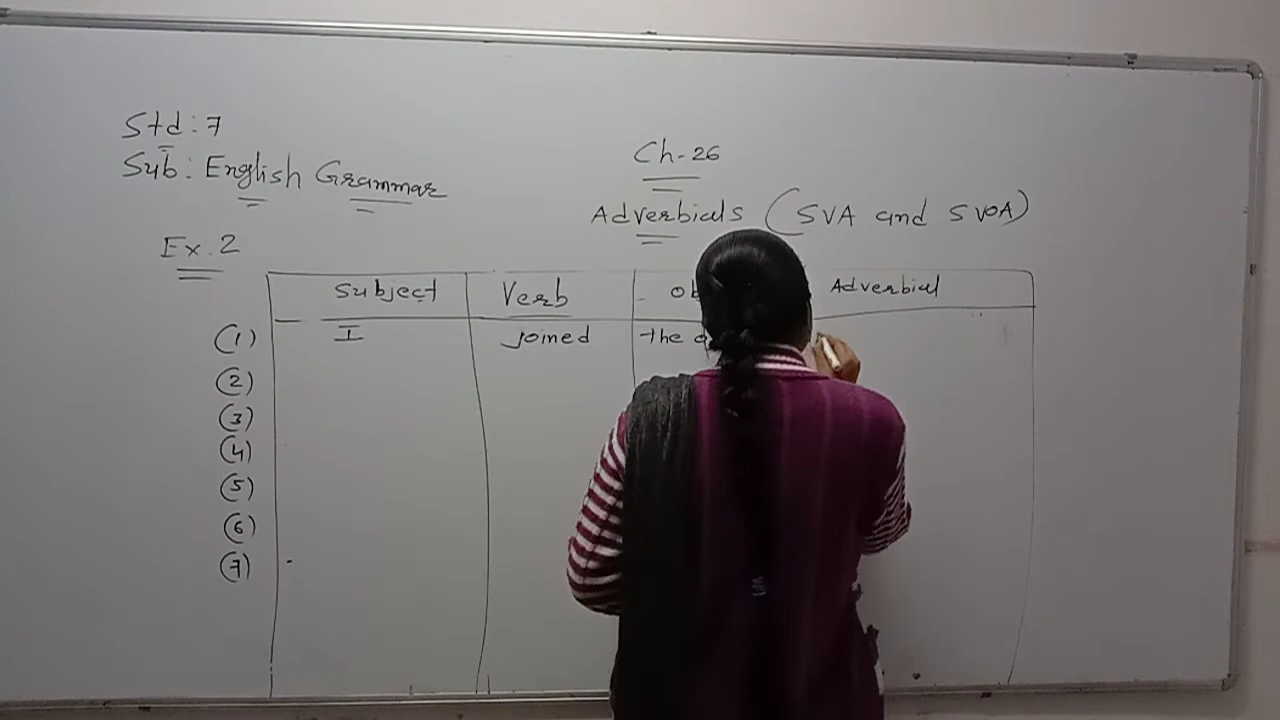 Std: 7
Sub: English Grammar
Ch-26
Adverbials (SVA and SVOA)
Ex. 2
Subject Verb Adverbial
(1) I joined the
(2)
(3)
(4)
(5)
(6)
(7)